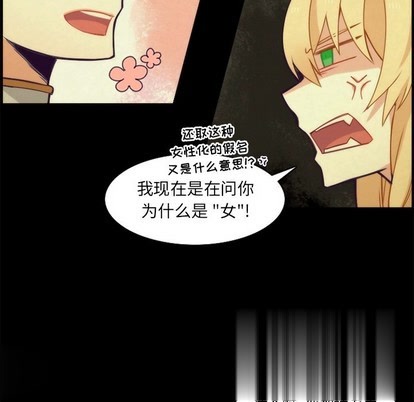 还取这种
女性化的假名
又是什么意思!?
我现在是在问你
为什么是 "女"!